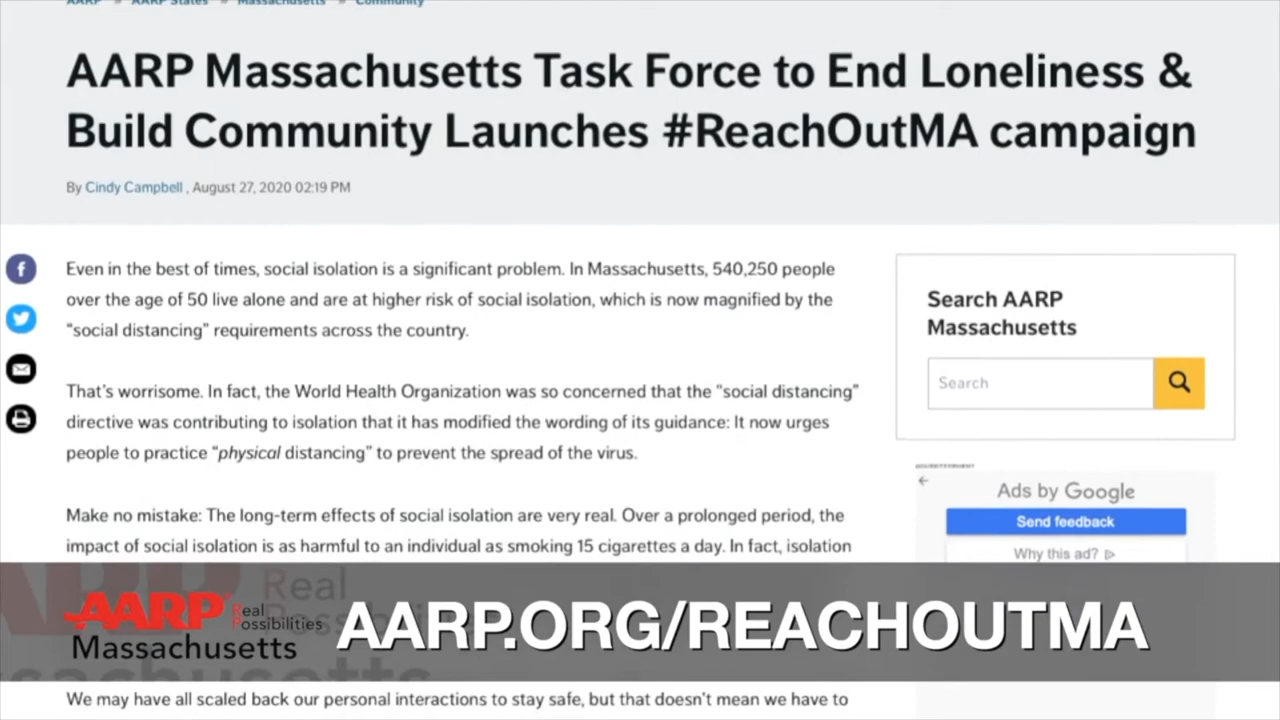 AARP » AARP States » Massachusetts » Community
AARP Massachusetts Task Force to End Loneliness &
Build Community Launches #ReachOutMA campaign
By Cindy Campbell , August 27, 2020 02:19 PM
Even in the best of times, social isolation is a significant problem. In Massachusetts, 540,250 people
over the age of 50 live alone and are at higher risk of social isolation, which is now magnified by the
“social distancing” requirements across the country.
That’s worrisome. In fact, the World Health Organization was so concerned that the “social distancing”
directive was contributing to isolation that it has modified the wording of its guidance: It now urges
people to practice “physical distancing” to prevent the spread of the virus.
Make no mistake: The long-term effects of social isolation are very real. Over a prolonged period, the
impact of social isolation is as harmful to an individual as smoking 15 cigarettes a day. In fact, isolation
Search AARP
Massachusetts
Search
ADVERTISEMENT
Ads by Google
Send feedback
Why this ad?
AARP Real Possibilities
Massachusetts
AARP.ORG/REACHOUTMA
We may have all scaled back our personal interactions to stay safe, but that doesn’t mean we have to